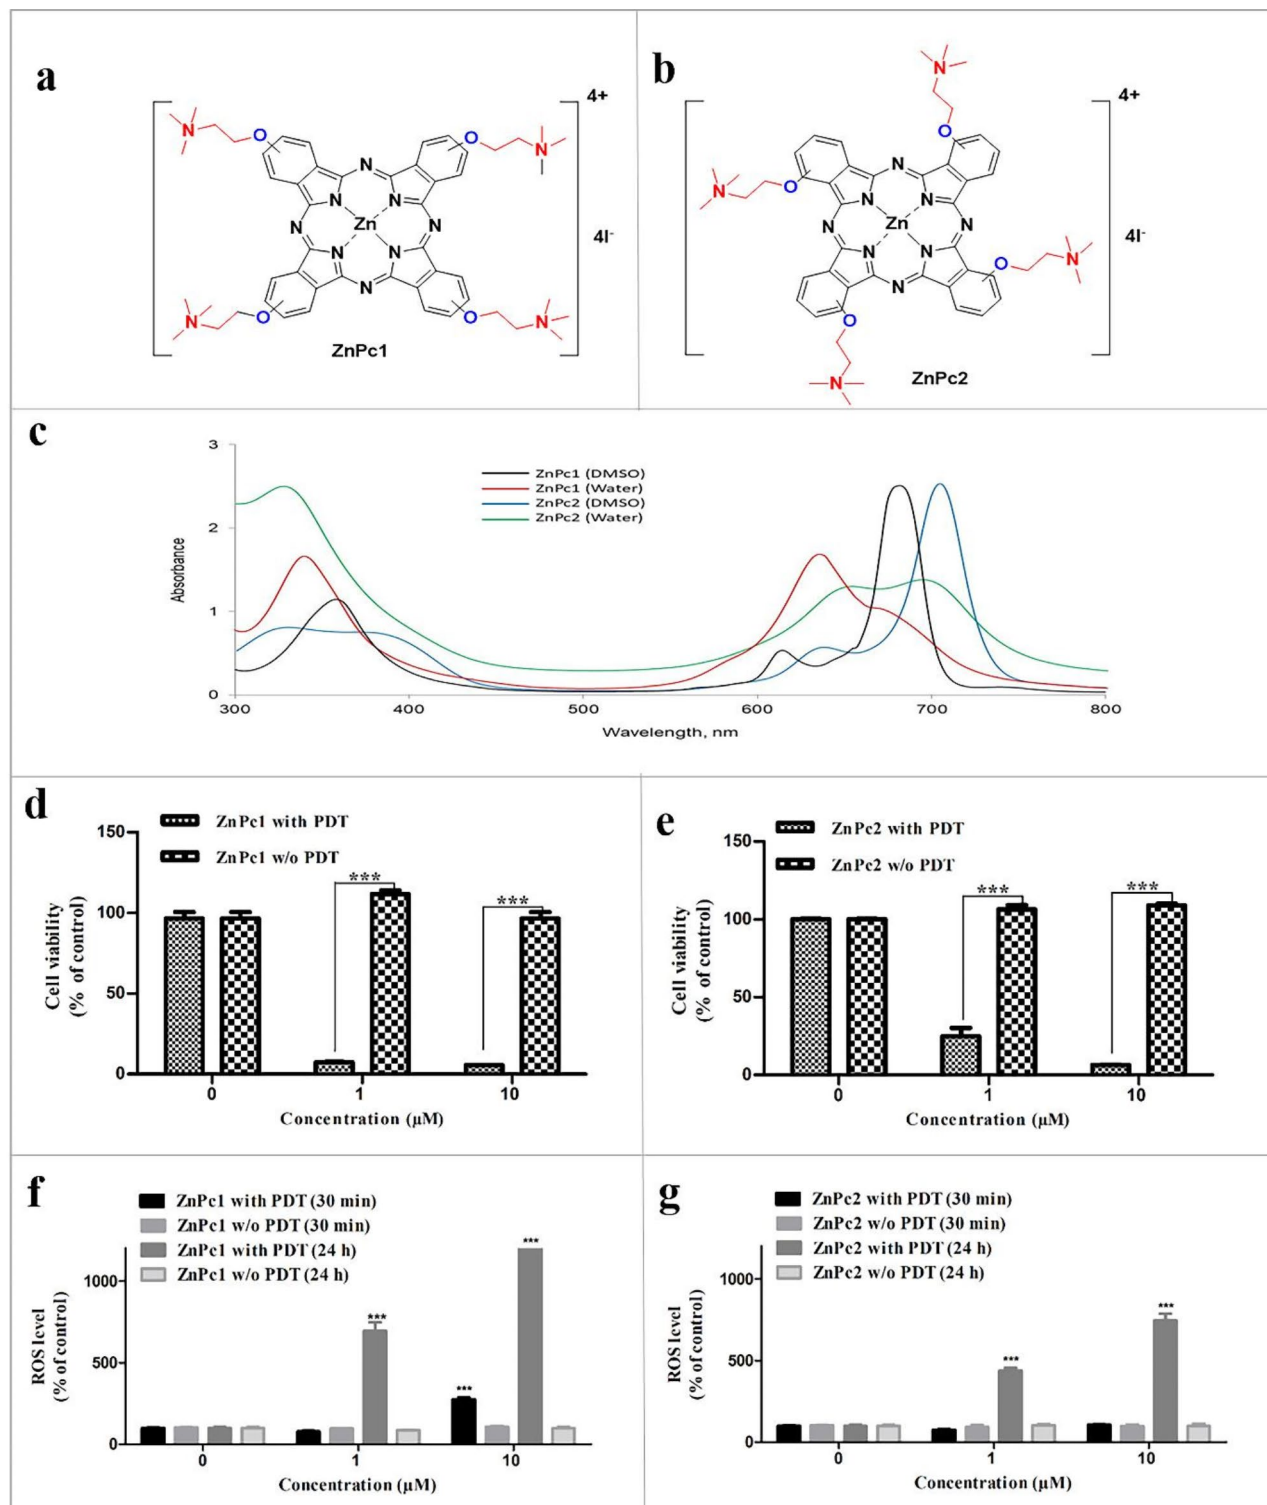 a
4+
N
O
O
N
N
N
N
N
Zn
N
N
N
N
4I-
N
O
O
N
ZnPc1
b
N
4+
O
N
N
O
N
N
N
Zn
N
N
N
N
4I-
O
N
O
N
ZnPc2
c
3
2
1
0
Absorbance
ZnPc1 (DMSO)
ZnPc1 (Water)
ZnPc2 (DMSO)
ZnPc2 (Water)
300 400 500 600 700 800
Wavelength, nm
d
ZnPc1 with PDT
ZnPc1 w/o PDT
150
100
50
0
Cell viability
(% of control)
***
***
0 1 10
Concentration (µM)
e
ZnPc2 with PDT
ZnPc2 w/o PDT
150
100
50
0
Cell viability
(% of control)
***
***
0 1 10
Concentration (µM)
f
ZnPc1 with PDT (30 min)
ZnPc1 w/o PDT (30 min)
ZnPc1 with PDT (24 h)
ZnPc1 w/o PDT (24 h)
1000
500
0
ROS level
(% of control)
***
***
***
0 1 10
Concentration (µM)
g
ZnPc2 with PDT (30 min)
ZnPc2 w/o PDT (30 min)
ZnPc2 with PDT (24 h)
ZnPc2 w/o PDT (24 h)
1000
500
0
ROS level
(% of control)
***
***
0 1 10
Concentration (µM)